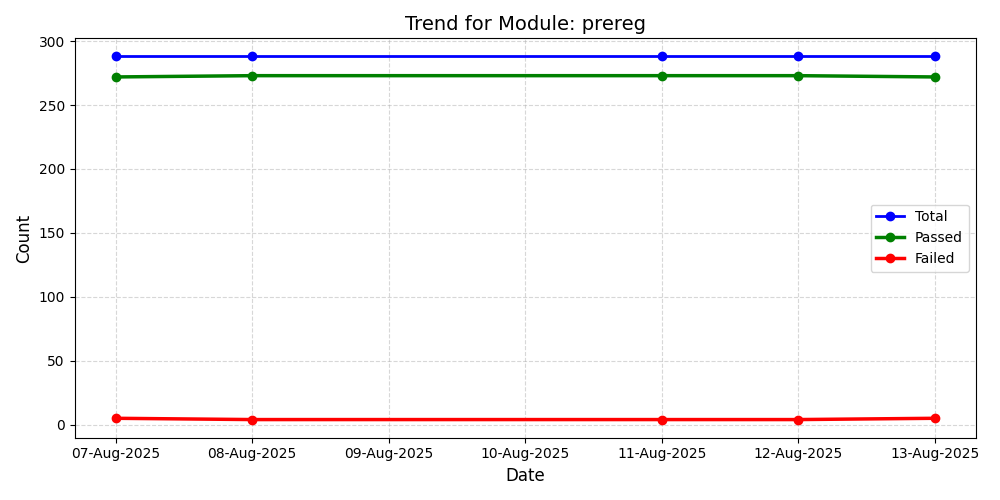 Trend for Module: prereg
300
250
200
150
100
50
0
Count
Total
Passed
Failed
07-Aug-2025 08-Aug-2025 09-Aug-2025 10-Aug-2025 11-Aug-2025 12-Aug-2025 13-Aug-2025
Date